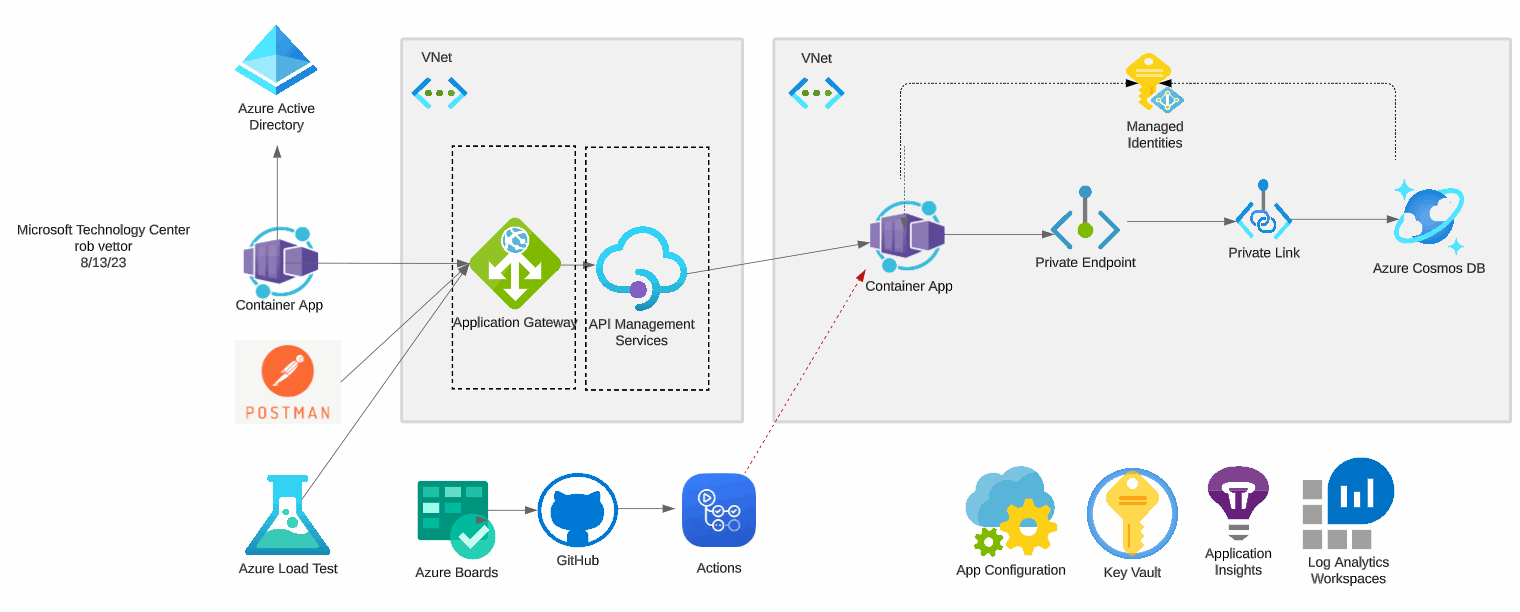 Azure Active
Directory
VNet
VNet
Managed
Identities
Microsoft Technology Center
rob vettor
8/13/23
Container App
Application Gateway
API Management
Services
Container App
Private Endpoint
Private Link
Azure Cosmos DB
POSTMAN
Azure Load Test
Azure Boards
GitHub
Actions
App Configuration
Key Vault
Application
Insights
Log Analytics
Workspaces